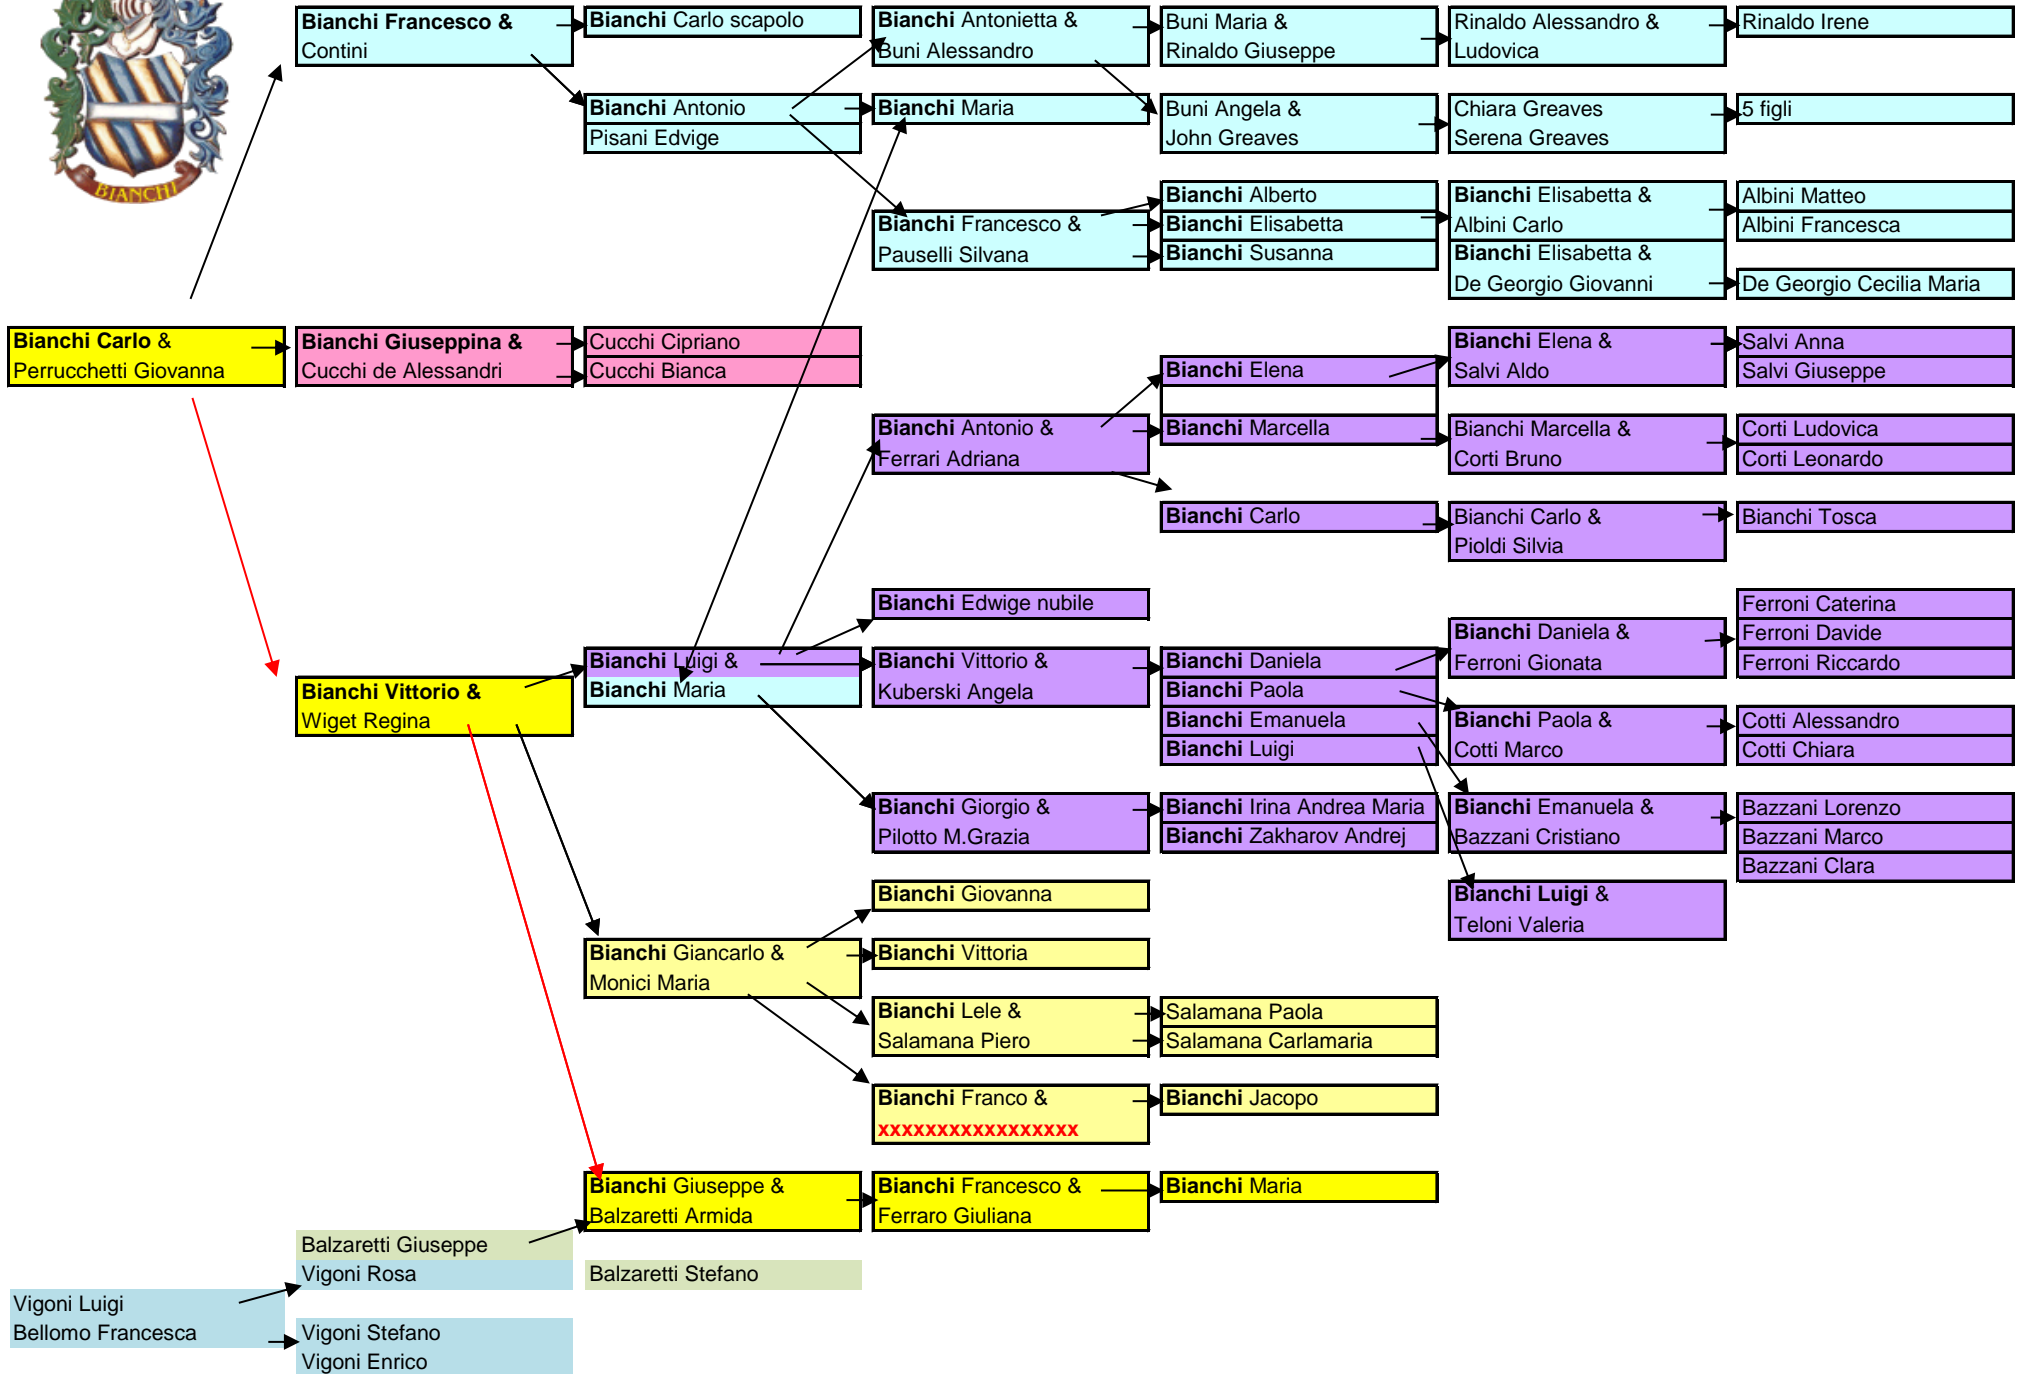 BIANCHI
Bianchi Francesco &
Contini
Bianchi Carlo scapolo
Bianchi Antonietta &
Buni Alessandro
Buni Maria &
Rinaldo Giuseppe
Rinaldo Alessandro &
Ludovica
Rinaldo Irene
Bianchi Antonio
Pisani Edvige
Bianchi Maria
Buni Angela &
John Greaves
Chiara Greaves
Serena Greaves
5 figli
Bianchi Francesco &
Pauselli Silvana
Bianchi Alberto
Bianchi Elisabetta
Bianchi Susanna
Bianchi Elisabetta &
Albini Carlo
Bianchi Elisabetta &
De Georgio Giovanni
Albini Matteo
Albini Francesca
De Georgio Cecilia Maria
Bianchi Carlo &
Perrucchetti Giovanna
Bianchi Giuseppina &
Cucchi de Alessandri
Cucchi Cipriano
Cucchi Bianca
Bianchi Antonio &
Ferrari Adriana
Bianchi Elena
Bianchi Marcella
Bianchi Carlo
Bianchi Elena &
Salvi Aldo
Salvi Anna
Salvi Giuseppe
Bianchi Marcella &
Corti Bruno
Corti Ludovica
Corti Leonardo
Bianchi Carlo &
Pioldi Silvia
Bianchi Tosca
Bianchi Vittorio &
Wiget Regina
Bianchi Luigi &
Bianchi Maria
Bianchi Edwige nubile
Bianchi Vittorio &
Kuberski Angela
Bianchi Daniela
Bianchi Paola
Bianchi Emanuela
Bianchi Luigi
Bianchi Daniela &
Ferroni Gionata
Ferroni Caterina
Ferroni Davide
Ferroni Riccardo
Bianchi Paola &
Cotti Marco
Cotti Alessandro
Cotti Chiara
Bianchi Giorgio &
Pilotto M.Grazia
Bianchi Irina Andrea Maria
Bianchi Zakharov Andrej
Bianchi Emanuela &
Bazzani Cristiano
Bazzani Lorenzo
Bazzani Marco
Bazzani Clara
Bianchi Luigi &
Teloni Valeria
Bianchi Giancarlo &
Monici Maria
Bianchi Giovanna
Bianchi Vittoria
Bianchi Lele &
Salamana Piero
Salamana Paola
Salamana Carlamaria
Bianchi Franco &
xxxxxxxxxxxxxxxxx
Bianchi Jacopo
Bianchi Giuseppe &
Balzaretti Armida
Bianchi Francesco &
Ferraro Giuliana
Bianchi Maria
Balzaretti Giuseppe
Vigoni Rosa
Balzaretti Stefano
Vigoni Luigi
Bellomo Francesca
Vigoni Stefano
Vigoni Enrico